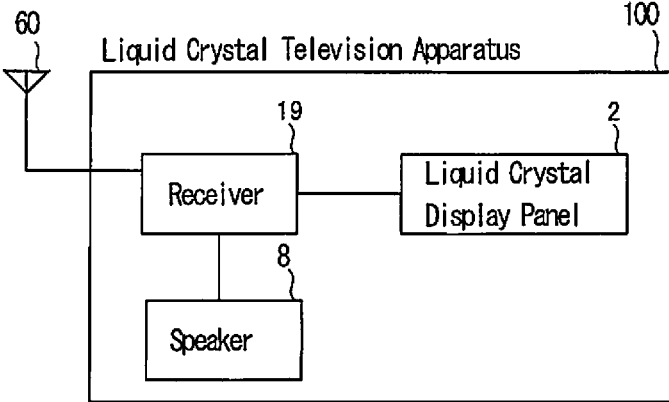 60
Liquid Crystal Television Apparatus
100
19
2
Receiver
Liquid Crystal
Display Panel
8
Speaker